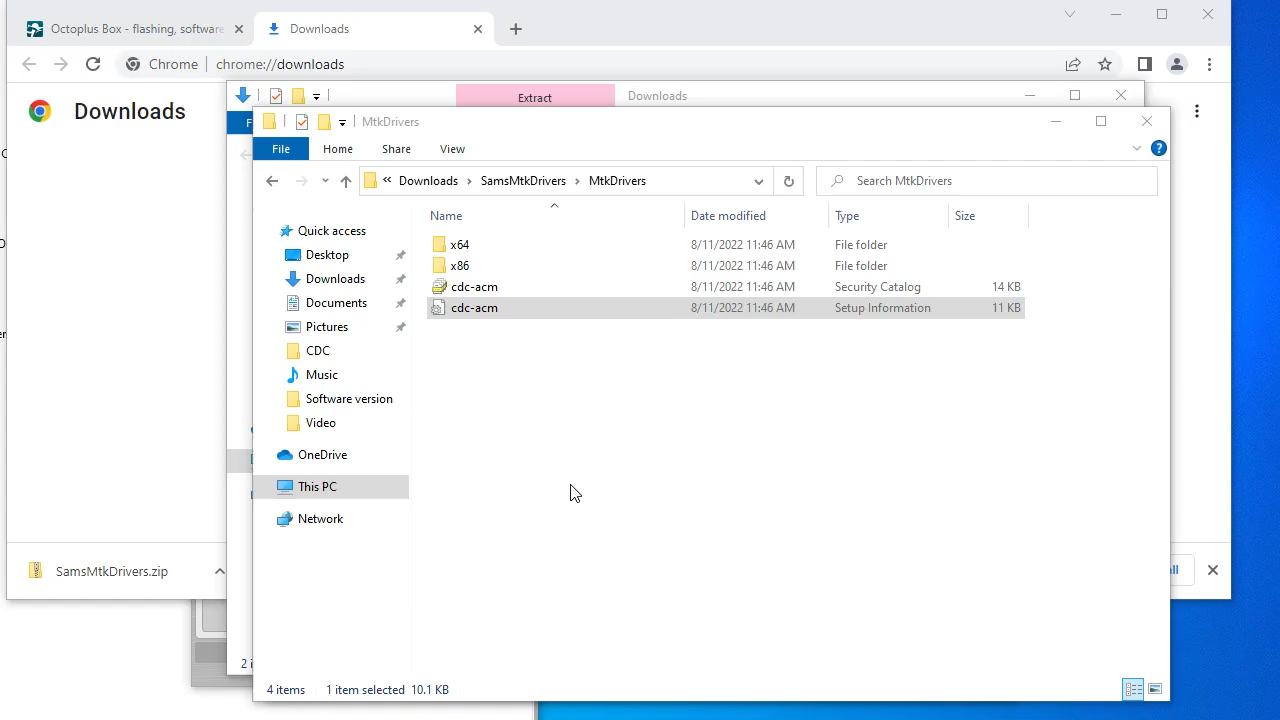 Octoplus Box - flashing, software
Downloads
Chrome
chrome://downloads
Downloads
Extract
Downloads
F
MtkDrivers
File
Home
Share
View
Downloads
SamsMtkDrivers
MtkDrivers
Search MtkDrivers
Name
Date modified
Type
Size
x64
8/11/2022 11:46 AM
File folder
x86
8/11/2022 11:46 AM
File folder
cdc-acm
8/11/2022 11:46 AM
Security Catalog
14 KB
cdc-acm
8/11/2022 11:46 AM
Setup Information
11 KB
Quick access
Desktop
Downloads
Documents
Pictures
CDC
Music
Software version
Video
OneDrive
This PC
Network
SamsMtkDrivers.zip
4 items
1 item selected 10.1 KB